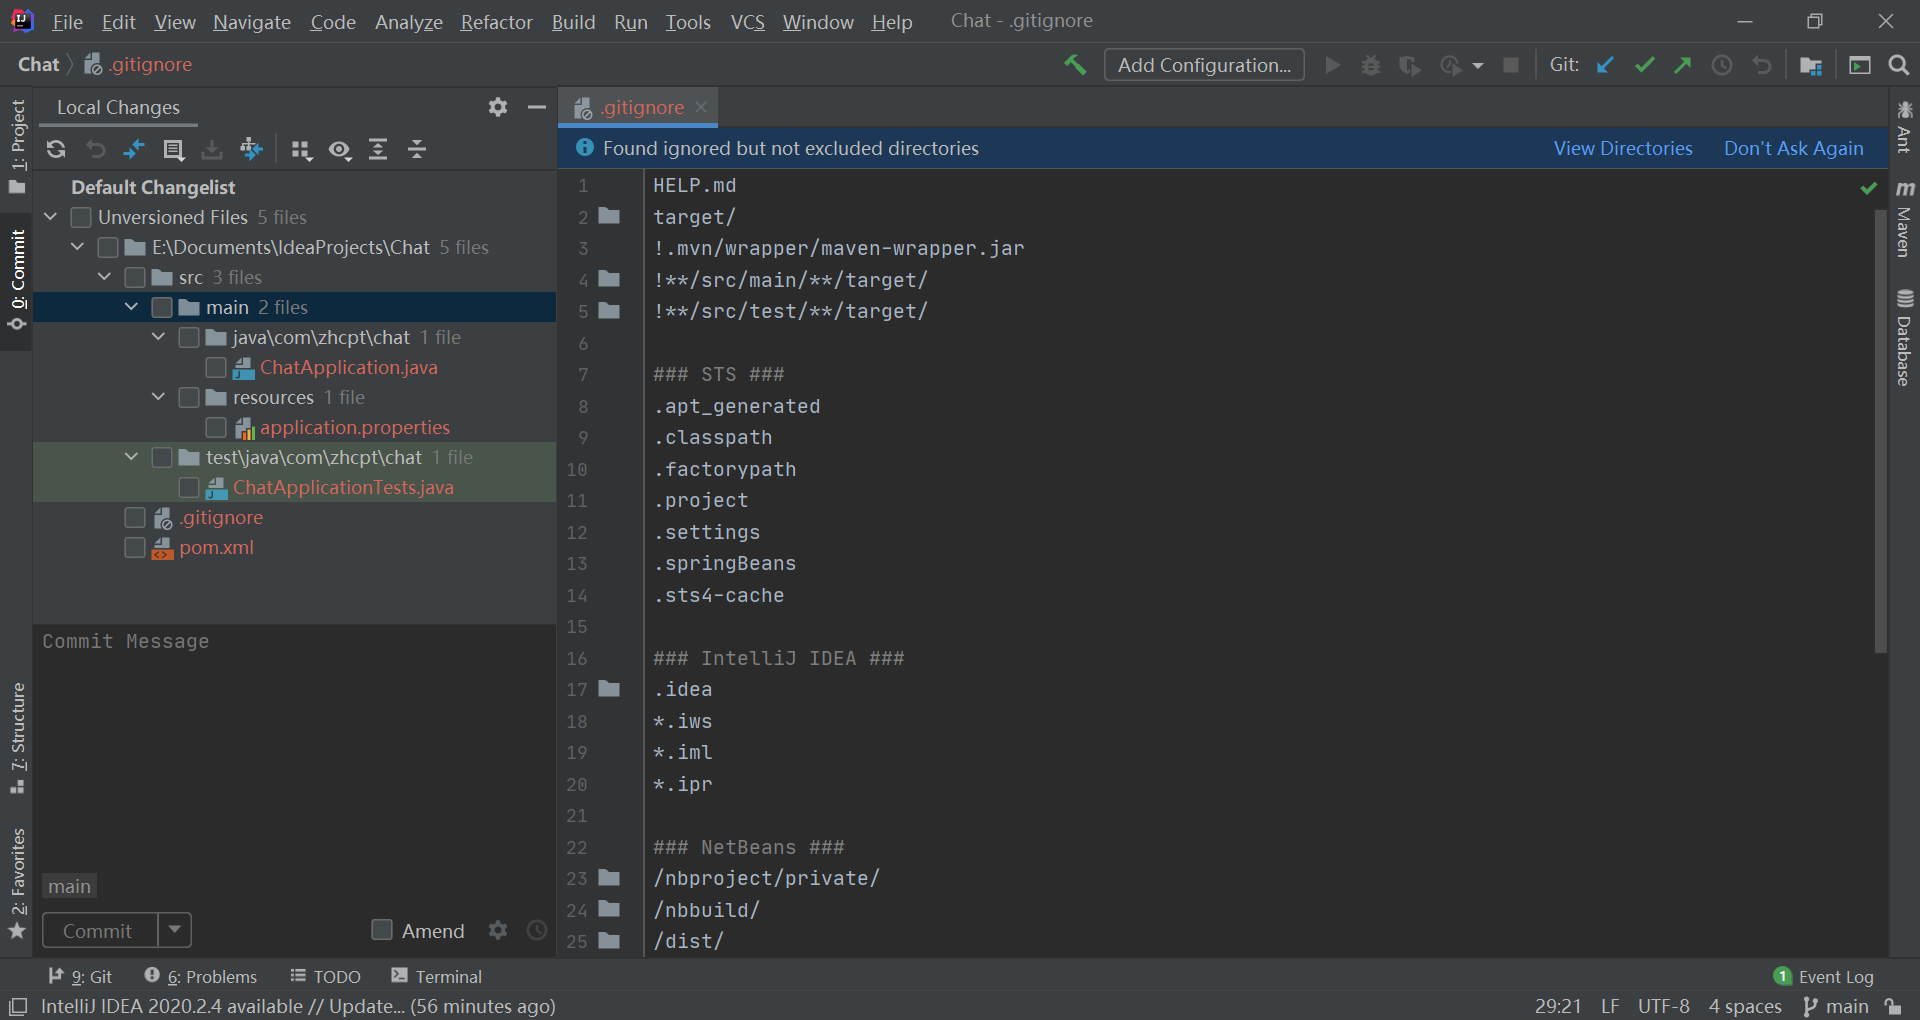 File Edit View Navigate Code Analyze Refactor Build Run Tools VCS Window Help Chat - .gitignore
Chat .gitignore
Add Configuration...
Git:
1: Project
0: Commit
7: Structure
2: Favorites
Local Changes
Default Changelist
Unversioned Files 5 files
E:\Documents\IdeaProjects\Chat 5 files
src 3 files
main 2 files
java\com\zhcpt\chat 1 file
ChatApplication.java
resources 1 file
application.properties
test\java\com\zhcpt\chat 1 file
ChatApplicationTests.java
.gitignore
pom.xml
Commit Message
main
Commit
Amend
.gitignore
Found ignored but not excluded directories
View Directories Don't Ask Again
1 HELP.md
2 target/
3 !.mvn/wrapper/maven-wrapper.jar
4 !**/src/main/**/target/
5 !**/src/test/**/target/
6
7 ### STS ###
8 .apt_generated
9 .classpath
10 .factorypath
11 .project
12 .settings
13 .springBeans
14 .sts4-cache
15
16 ### IntelliJ IDEA ###
17 .idea
18 *.iws
19 *.iml
20 *.ipr
21
22 ### NetBeans ###
23 /nbproject/private/
24 /nbbuild/
25 /dist/
Ant
m Maven
Database
9: Git 6: Problems TODO Terminal
1 Event Log
IntelliJ IDEA 2020.2.4 available // Update... (56 minutes ago)
29:21 LF UTF-8 4 spaces main